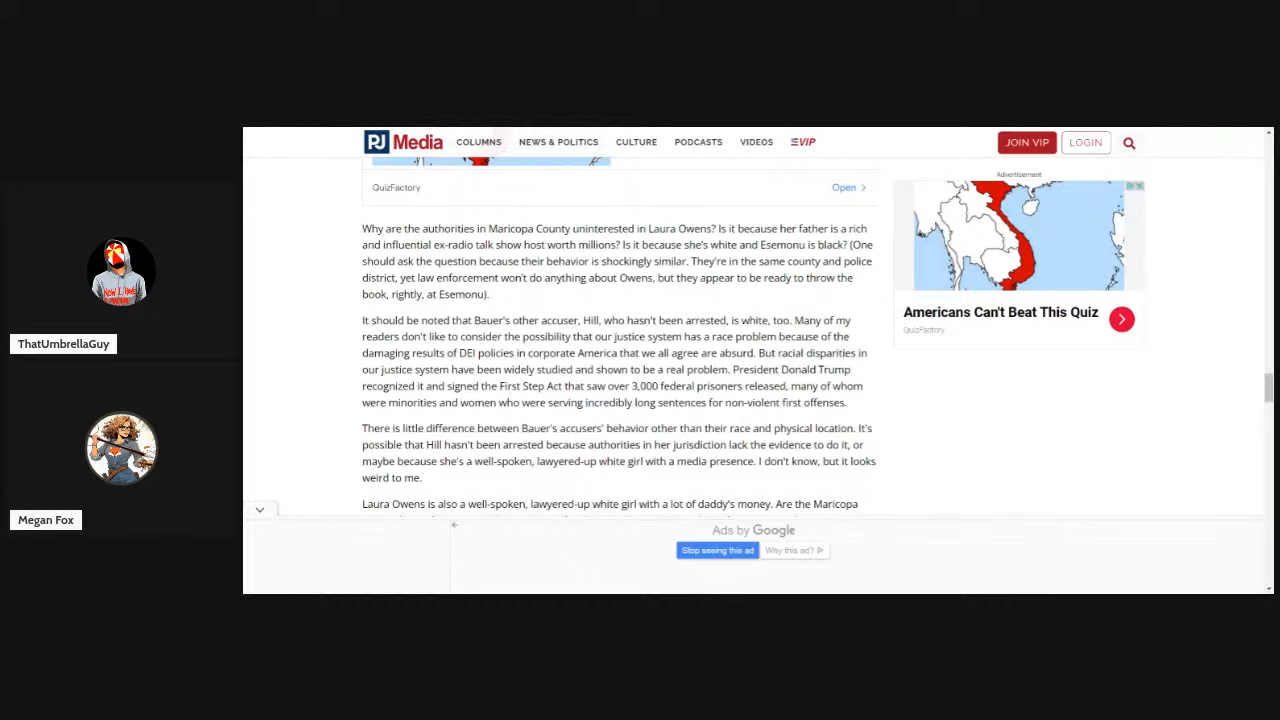 PJ Media
COLUMNS
NEWS & POLITICS
CULTURE
PODCASTS
VIDEOS
VIP
JOIN VIP
LOGIN
QuizFactory
Open
Why are the authorities in Maricopa County uninterested in Laura Owens? Is it because her father is a rich
and influential ex-radio talk show host worth millions? Is it because she's white and Esemonu is black? (One
should ask the question because their behavior is shockingly similar. They're in the same county and police
district, yet law enforcement won't do anything about Owens, but they appear to be ready to throw the
book, rightly, at Esemonu).
It should be noted that Bauer's other accuser, Hill, who hasn't been arrested, is white, too. Many of my
readers don't like to consider the possibility that our justice system has a race problem because of the
damaging results of DEI policies in corporate America that we all agree are absurd. But racial disparities in
our justice system have been widely studied and shown to be a real problem. President Donald Trump
recognized it and signed the First Step Act that saw over 3,000 federal prisoners released, many of whom
were minorities and women who were serving incredibly long sentences for non-violent first offenses.
There is little difference between Bauer's accusers' behavior other than their race and physical location. It's
possible that Hill hasn't been arrested because authorities in her jurisdiction lack the evidence to do it, or
maybe because she's a well-spoken, lawyered-up white girl with a media presence. I don't know, but it looks
weird to me.
Laura Owens is also a well-spoken, lawyered-up white girl with a lot of daddy's money. Are the Maricopa
Advertisement
Americans Can't Beat This Quiz
QuizFactory
Ads by Google
Stop seeing this ad
Why this ad?
ThatUmbrellaGuy
Megan Fox